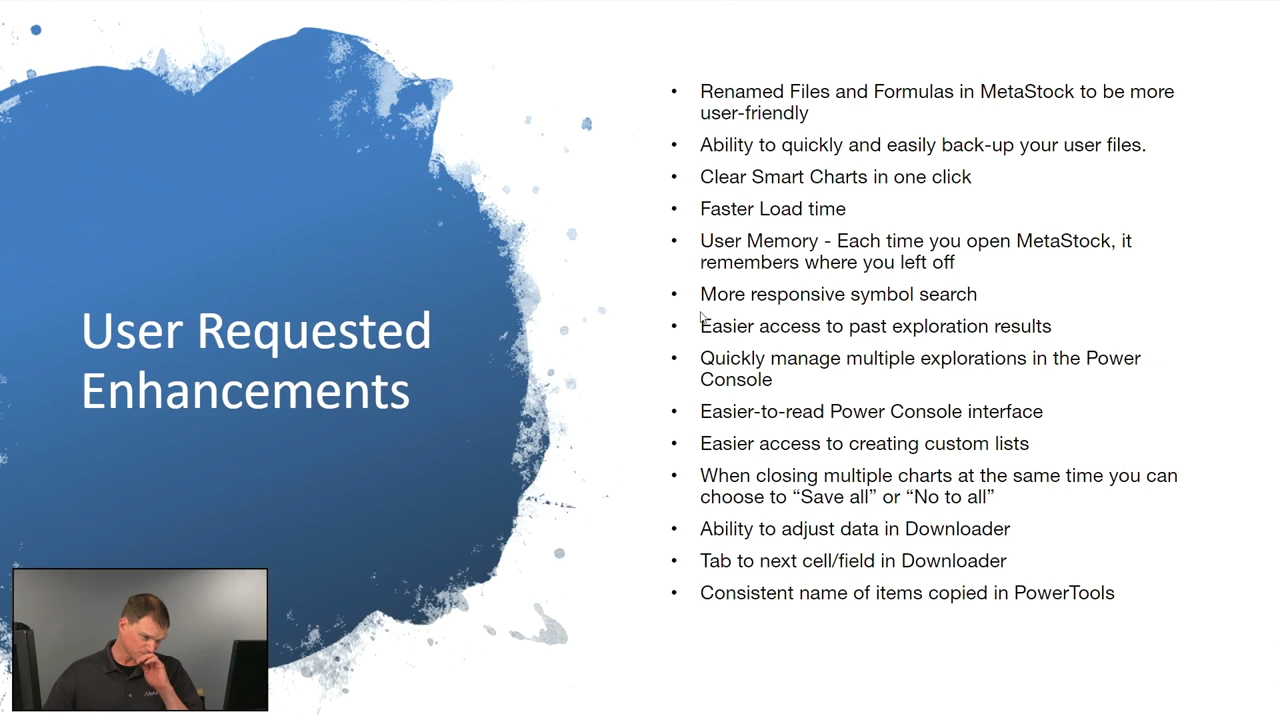 User Requested
Enhancements
• Renamed Files and Formulas in MetaStock to be more
user-friendly
• Ability to quickly and easily back-up your user files.
• Clear Smart Charts in one click
• Faster Load time
• User Memory - Each time you open MetaStock, it
remembers where you left off
• More responsive symbol search
• Easier access to past exploration results
• Quickly manage multiple explorations in the Power
Console
• Easier-to-read Power Console interface
• Easier access to creating custom lists
• When closing multiple charts at the same time you can
choose to “Save all” or “No to all”
• Ability to adjust data in Downloader
• Tab to next cell/field in Downloader
• Consistent name of items copied in PowerTools